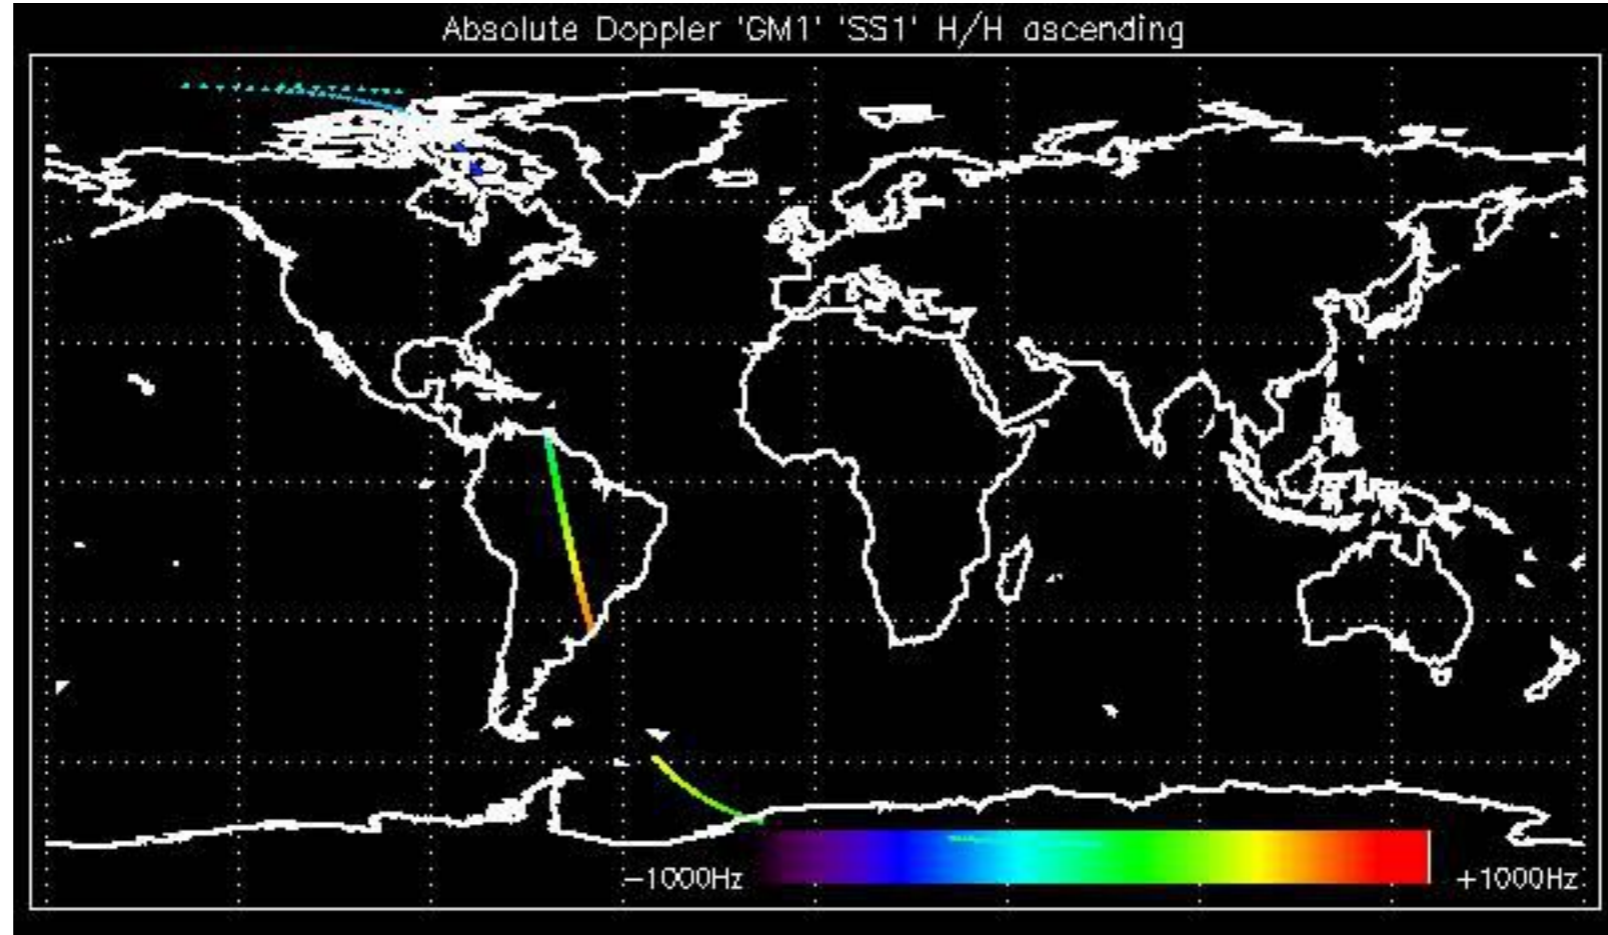 Absolute Doppler 'GM1' 'SS1' H/H ascending
−1000Hz
+1000Hz